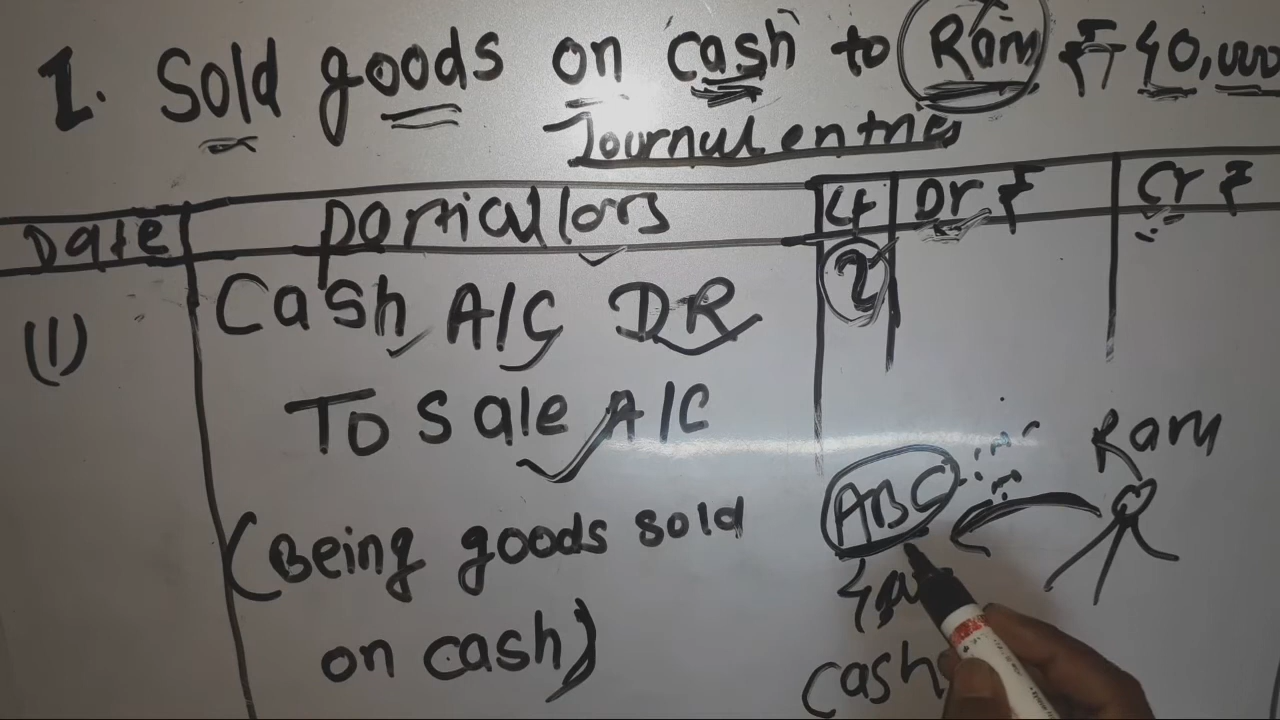 1. Sold goods on 'cash' to Ram ₹ 40,000
Journal entries
Date Particulars LF Dr ₹ Cr ₹
(1) Cash A/C DR 2
To Sale A/C
Ram
ABC
(Being goods sold
on cash)
cash